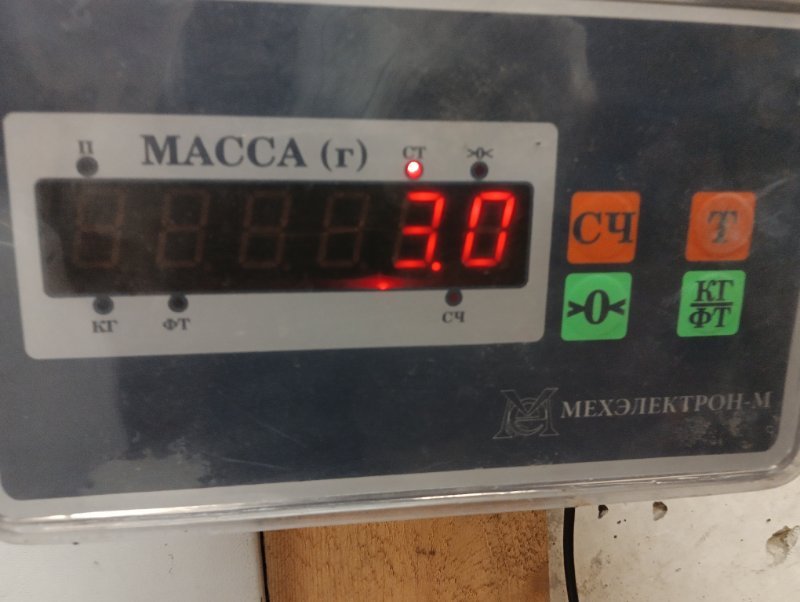 П
МАССА (г)
СТ
>0<
3.0
КГ
ФТ
СЧ
СЧ
Т
>0<
КГ
ФТ
МЕХЭЛЕКТРОН-М